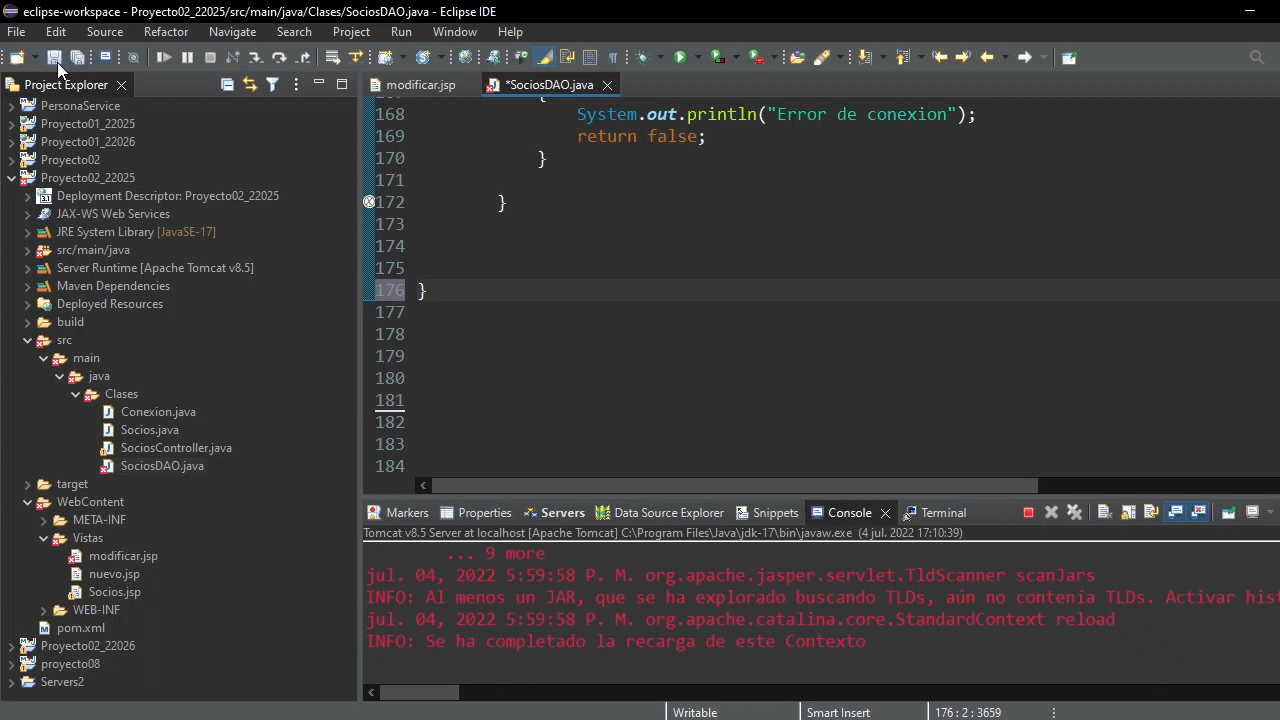 eclipse-workspace - Proyecto02_22025/src/main/java/Clases/SociosDAO.java - Eclipse IDE
File Edit Source Refactor Navigate Search Project Run Window Help
Project Explorer
modificar.jsp
*SociosDAO.java
PersonaService
Proyecto01_22025
Proyecto01_22026
Proyecto02
Proyecto02_22025
Deployment Descriptor: Proyecto02_22025
JAX-WS Web Services
JRE System Library [JavaSE-17]
src/main/java
Server Runtime [Apache Tomcat v8.5]
Maven Dependencies
Deployed Resources
build
src
main
java
Clases
Conexion.java
Socios.java
SociosController.java
SociosDAO.java
target
WebContent
META-INF
Vistas
modificar.jsp
nuevo.jsp
Socios.jsp
WEB-INF
pom.xml
Proyecto02_22026
proyecto08
Servers2
168 System.out.println("Error de conexion");
169 return false;
170 }
171
172 }
173
174
175
176 }
177
178
179
180
181
182
183
184
Markers Properties Servers Data Source Explorer Snippets Console Terminal
Tomcat v8.5 Server at localhost [Apache Tomcat] C:\Program Files\Java\jdk-17\bin\javaw.exe (4 jul. 2022 17:10:39)
... 9 more
jul. 04, 2022 5:59:58 P. M. org.apache.jasper.servlet.TldScanner scanJars
INFO: Al menos un JAR, que se ha explorado buscando TLDs, aún no contenía TLDs. Activar hist
jul. 04, 2022 5:59:58 P. M. org.apache.catalina.core.StandardContext reload
INFO: Se ha completado la recarga de este Contexto
Writable Smart Insert 176 : 2 : 3659